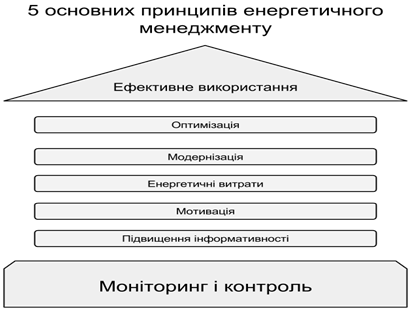 5 основних принципів енергетичного
менеджменту
Ефективне використання
Оптимізація
Модернізація
Енергетичні витрати
Мотивація
Підвищення інформативності
Моніторинг і контроль